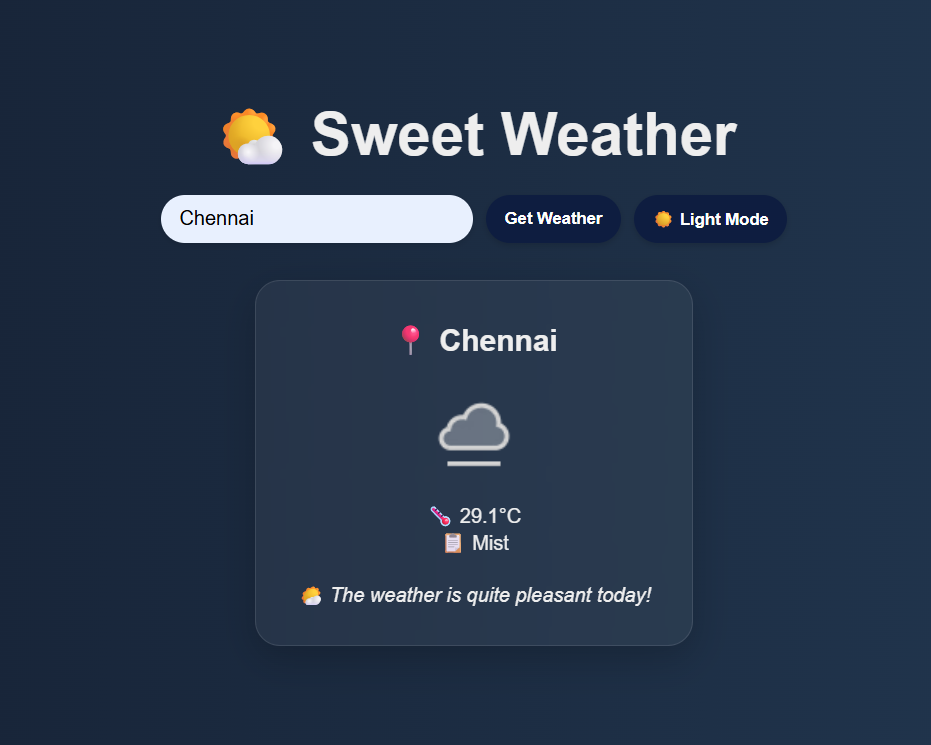 Sweet Weather
Chennai
Get Weather
Light Mode
Chennai
29.1°C
Mist
The weather is quite pleasant today!